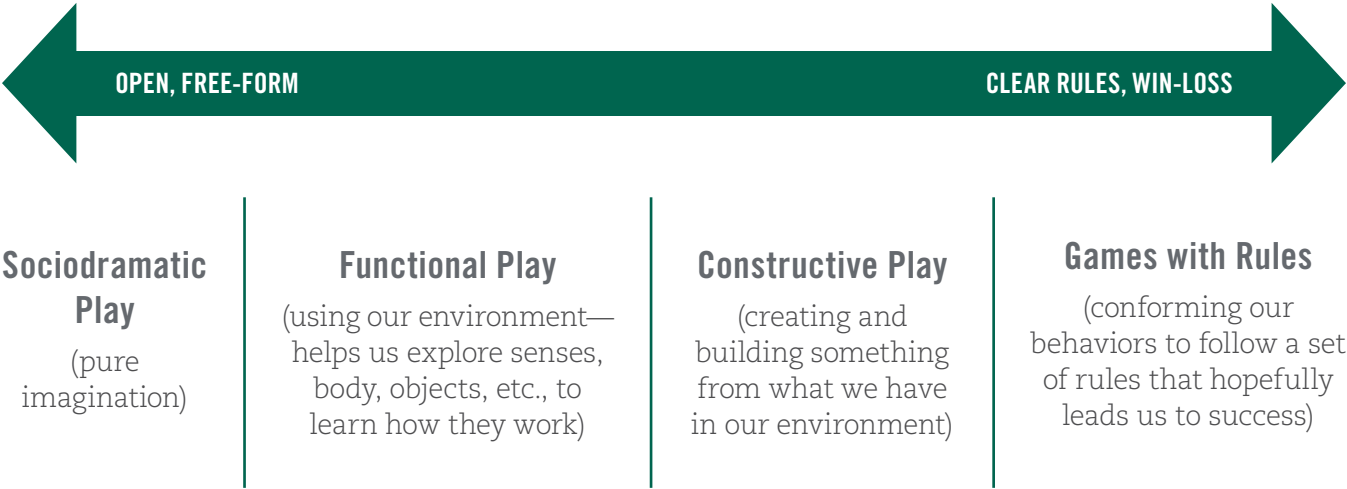 OPEN, FREE-FORM
CLEAR RULES, WIN-LOSS
Sociodramatic
Play
(pure
imagination)
Functional Play
(using our environment—
helps us explore senses,
body, objects, etc., to
learn how they work)
Constructive Play
(creating and
building something
from what we have
in our environment)
Games with Rules
(conforming our
behaviors to follow a set
of rules that hopefully
leads us to success)